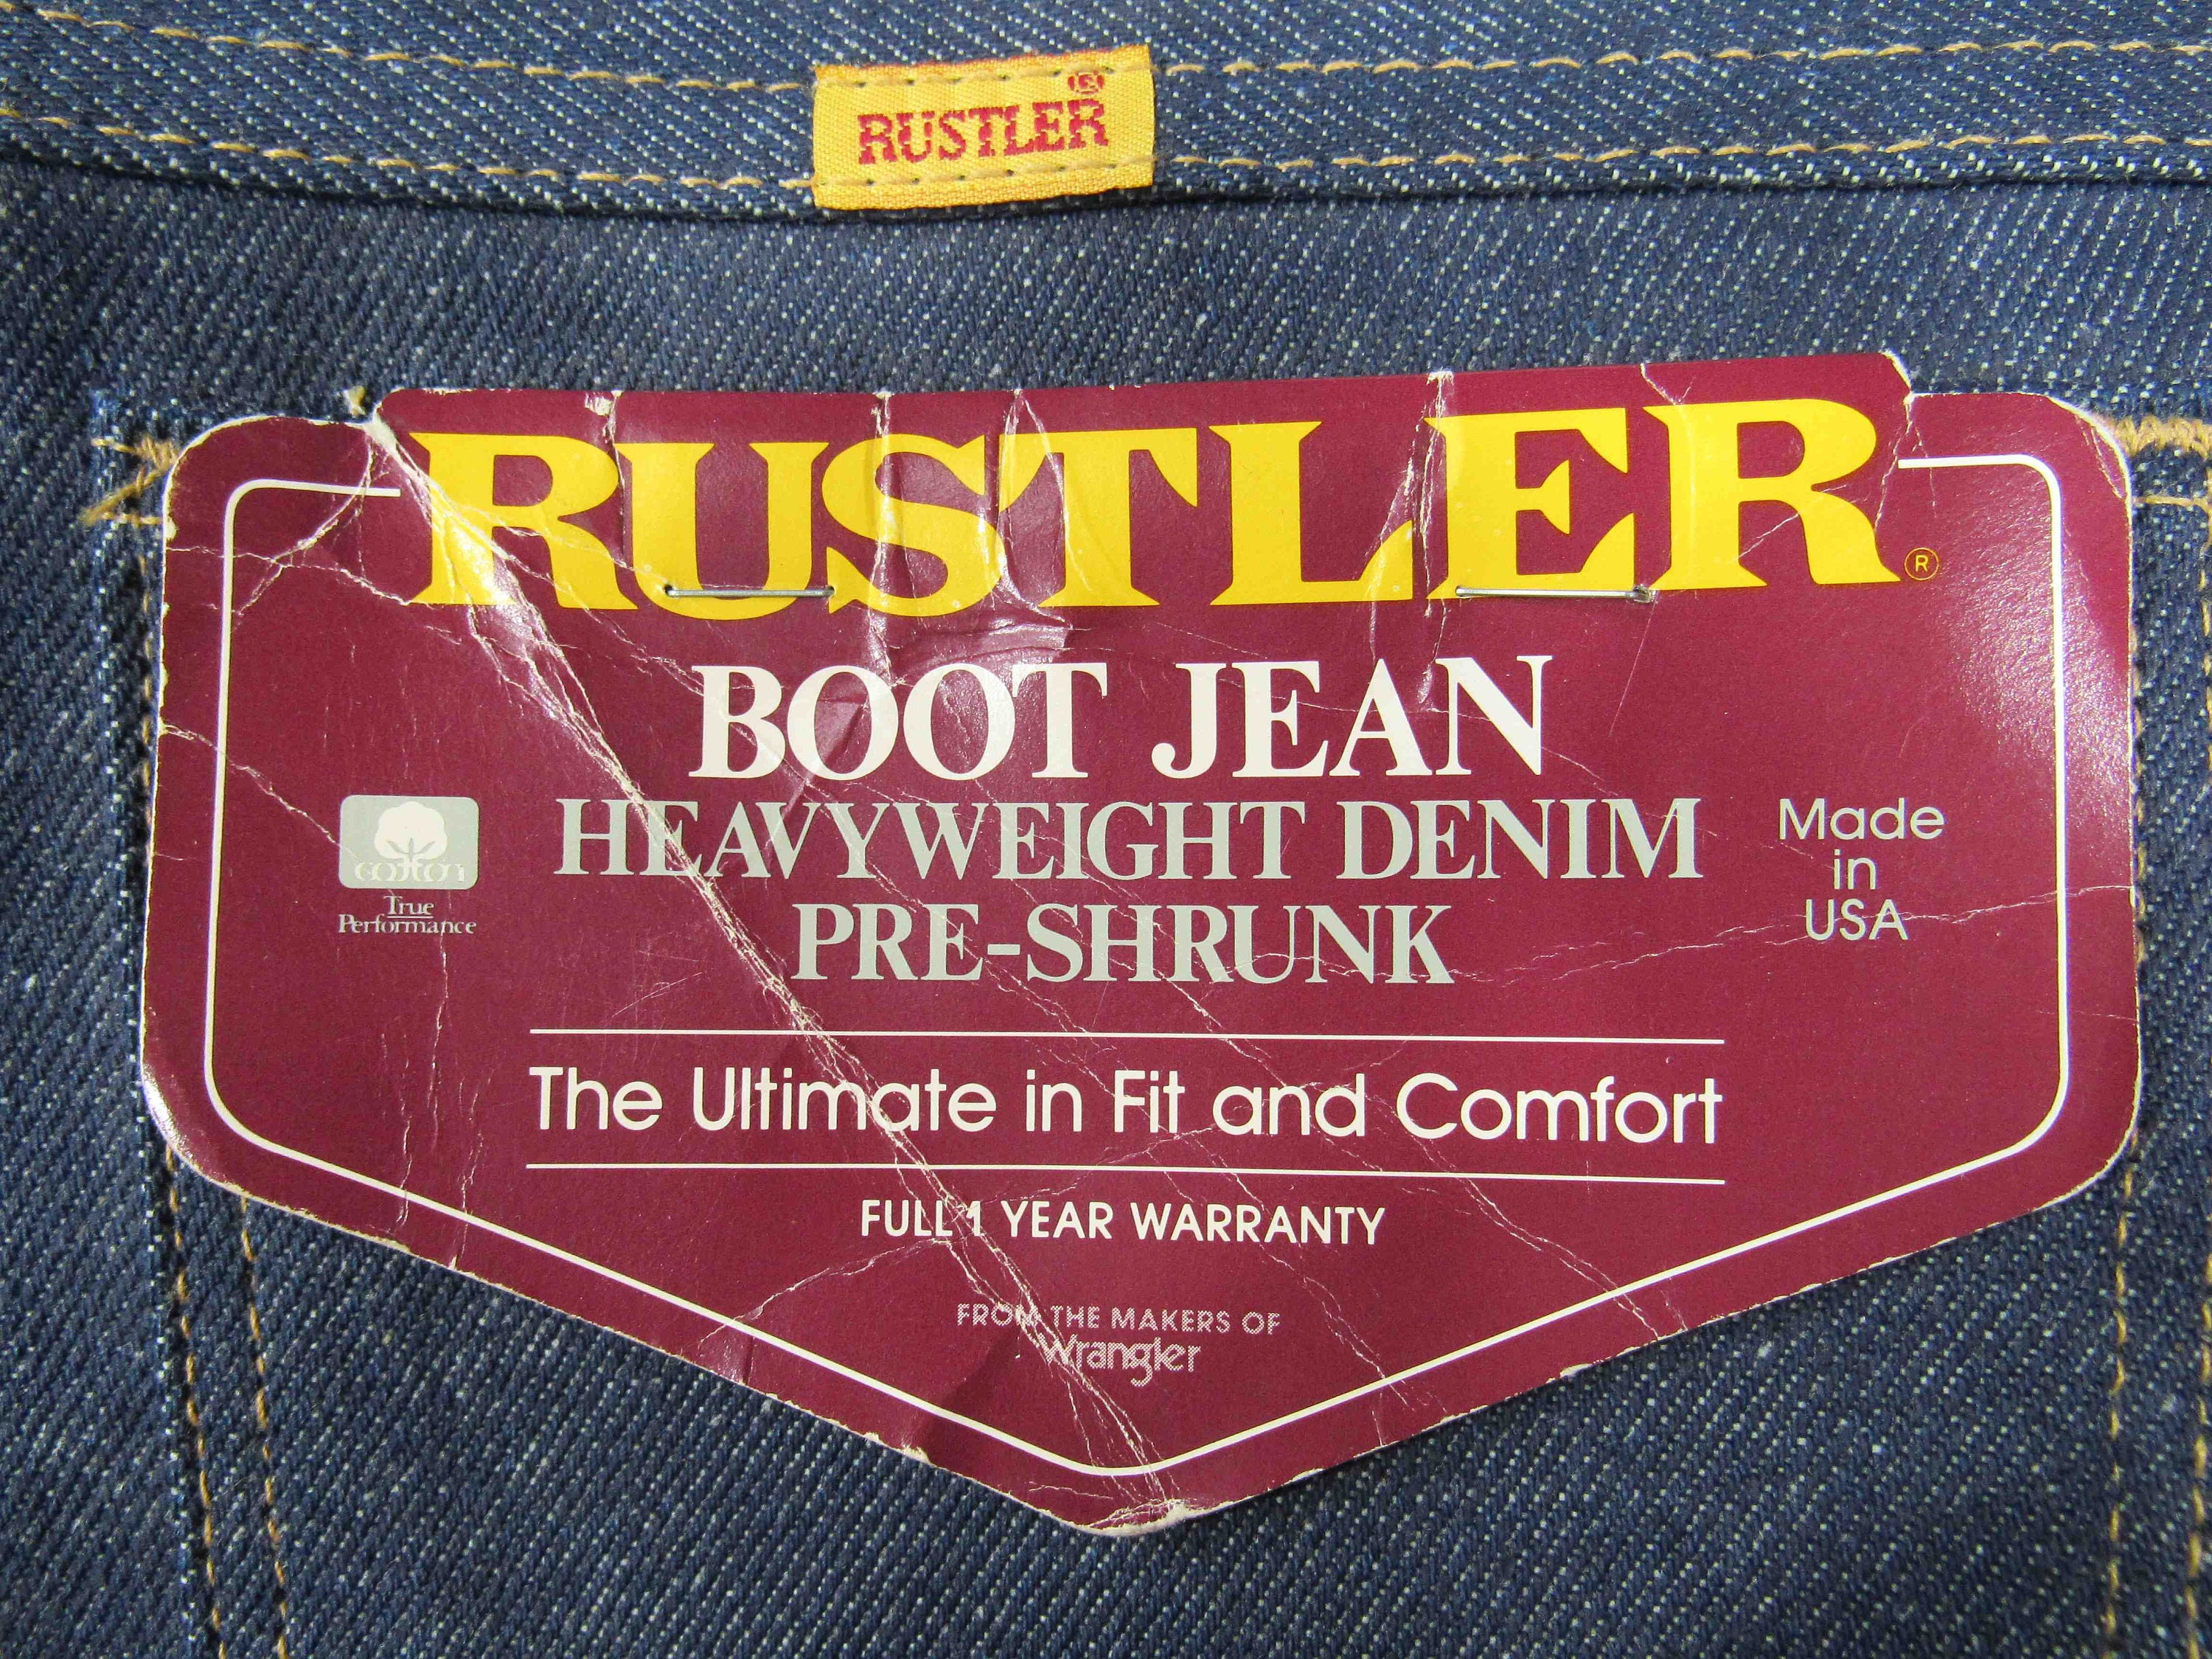 RUSTLER®
RUSTLER®
BOOT JEAN
HEAVYWEIGHT DENIM
PRE-SHRUNK
cotton
True
Performance
Made
in
USA
The Ultimate in Fit and Comfort
FULL 1 YEAR WARRANTY
FROM THE MAKERS OF
Wrangler